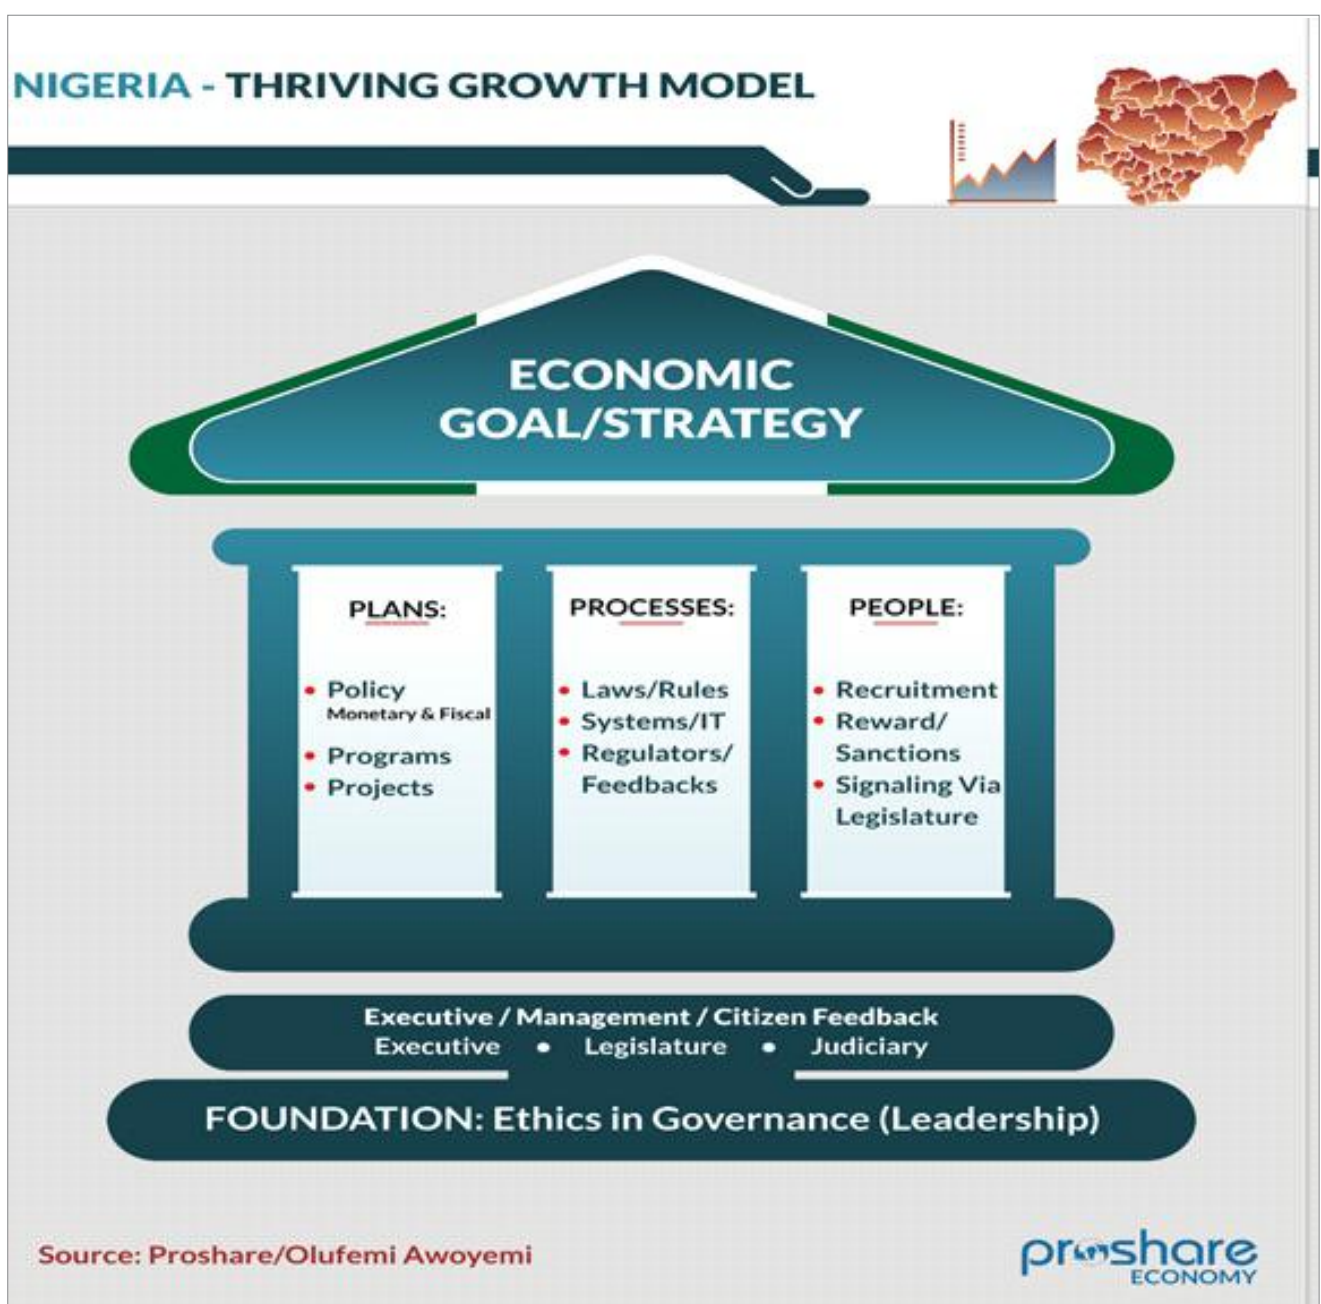 NIGERIA - THRIVING GROWTH MODEL
ECONOMIC
GOAL/STRATEGY
PLANS:
• Policy
Monetary & Fiscal
• Programs
• Projects
PROCESSES:
• Laws/Rules
• Systems/IT
• Regulators/
Feedbacks
PEOPLE:
• Recruitment
• Reward/
Sanctions
• Signaling Via
Legislature
Executive / Management / Citizen Feedback
Executive • Legislature • Judiciary
FOUNDATION: Ethics in Governance (Leadership)
Source: Proshare/Olufemi Awoyemi
proshare
ECONOMY